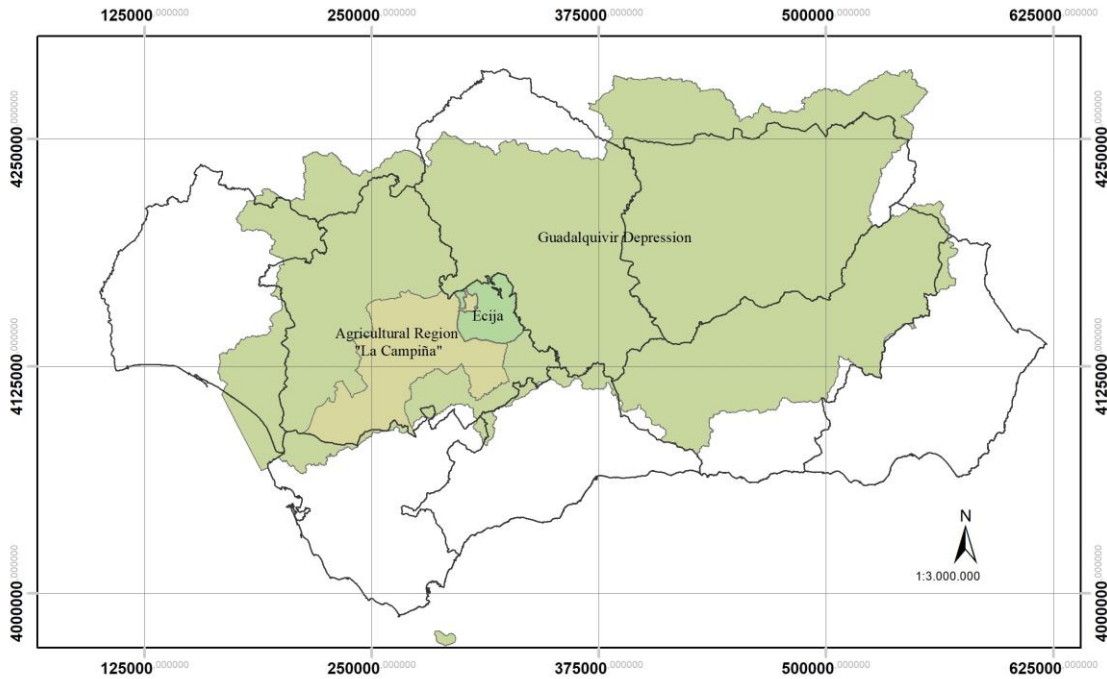 125000,000000 250000,000000 375000,000000 500000,000000 625000,000000
4250000,000000 4250000,000000
Guadalquivir Depression
Ecija
Agricultural Region
"La Campiña"
4125000,000000 4125000,000000
N
1:3.000.000
4000000,000000 4000000,000000
125000,000000 250000,000000 375000,000000 500000,000000 625000,000000